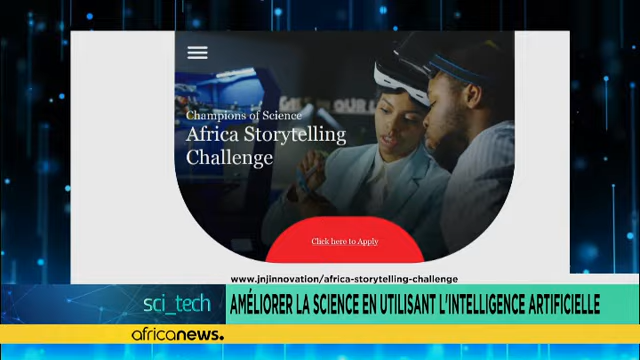 Champions of Science
Africa Storytelling
Challenge
Click here to Apply
www.jnjinnovation/africa-storytelling-challenge
sci_tech
AMÉLIORER LA SCIENCE EN UTILISANT L'INTELLIGENCE ARTIFICIELLE
africanews.